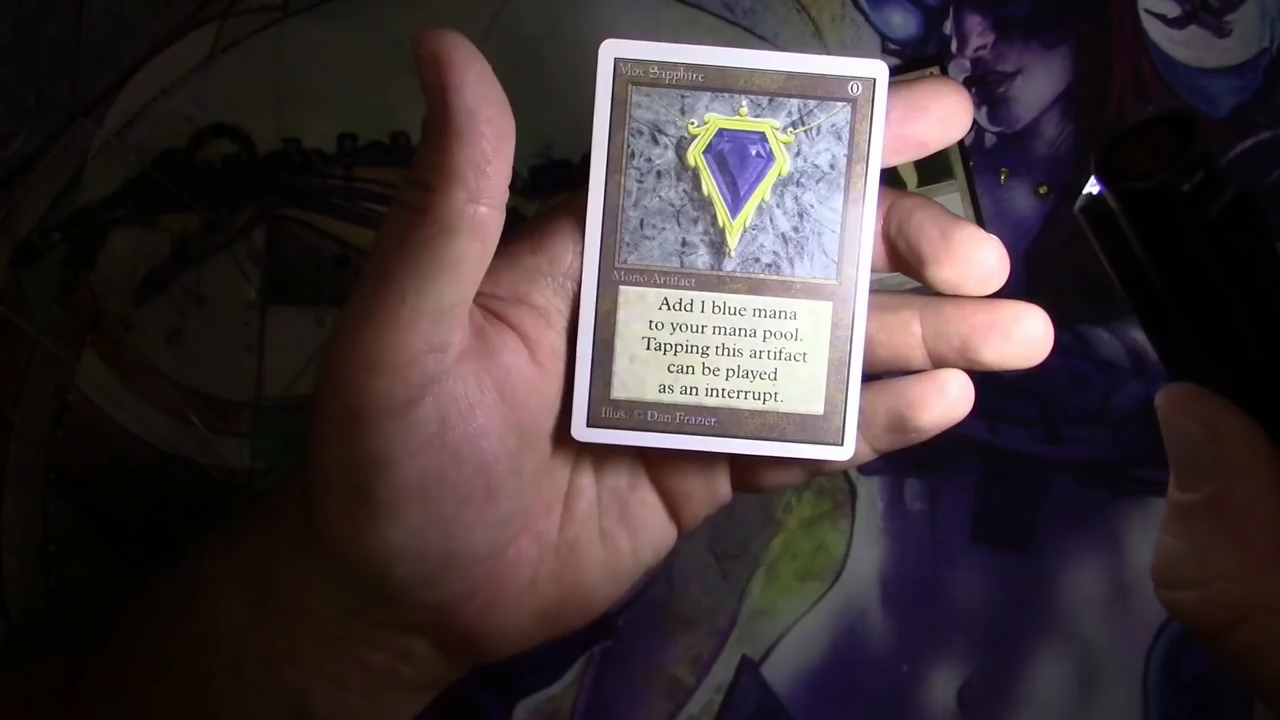 Mox Sapphire
0
Mono Artifact
Add 1 blue mana
to your mana pool.
Tapping this artifact
can be played
as an interrupt.
Illus. © Dan Frazier